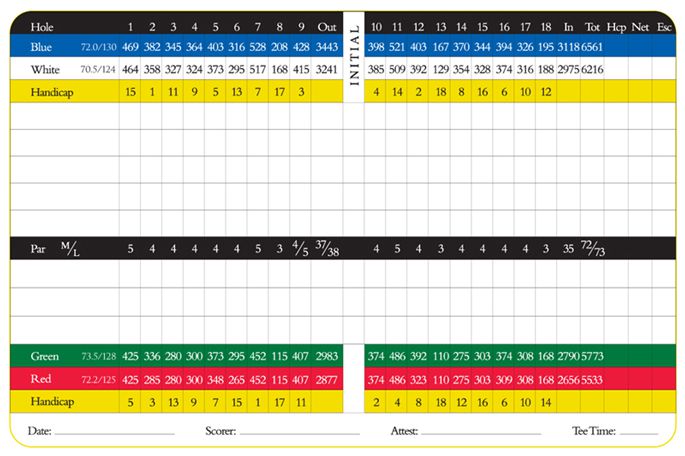 Hole 1 2 3 4 5 6 7 8 9 Out INITIAL 10 11 12 13 14 15 16 17 18 In Tot Hcp Net Esc
Blue 72.0/130 469 382 345 364 403 316 528 208 428 3443 398 521 403 167 370 344 394 326 195 3118 6561
White 70.5/124 464 358 327 324 373 295 517 168 415 3241 385 509 392 129 354 328 374 316 188 2975 6216
Handicap 15 1 11 9 5 13 7 17 3 4 14 2 18 8 16 6 10 12
Par M/L 5 4 4 4 4 4 5 3 4/5 37/38 4 5 4 3 4 4 4 4 3 35 72/73
Green 73.5/128 425 336 280 300 373 295 452 115 407 2983 374 486 392 110 275 303 374 308 168 2790 5773
Red 72.2/125 425 285 280 300 348 265 452 115 407 2877 374 486 323 110 275 303 309 308 168 2656 5533
Handicap 5 3 13 9 7 15 1 17 11 2 4 8 18 12 16 6 10 14
Date: Scorer: Attest: Tee Time: